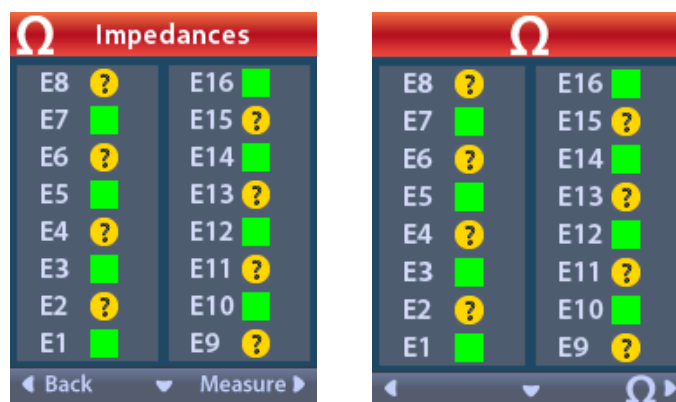 Ω Impedances
E8 ? E16
E7 E15 ?
E6 ? E14
E5 E13 ?
E4 ? E12
E3 E11 ?
E2 ? E10
E1 E9 ?
Back Measure
Ω
E8 ? E16
E7 E15 ?
E6 ? E14
E5 E13 ?
E4 ? E12
E3 E11 ?
E2 ? E10
E1 E9 ?
Ω